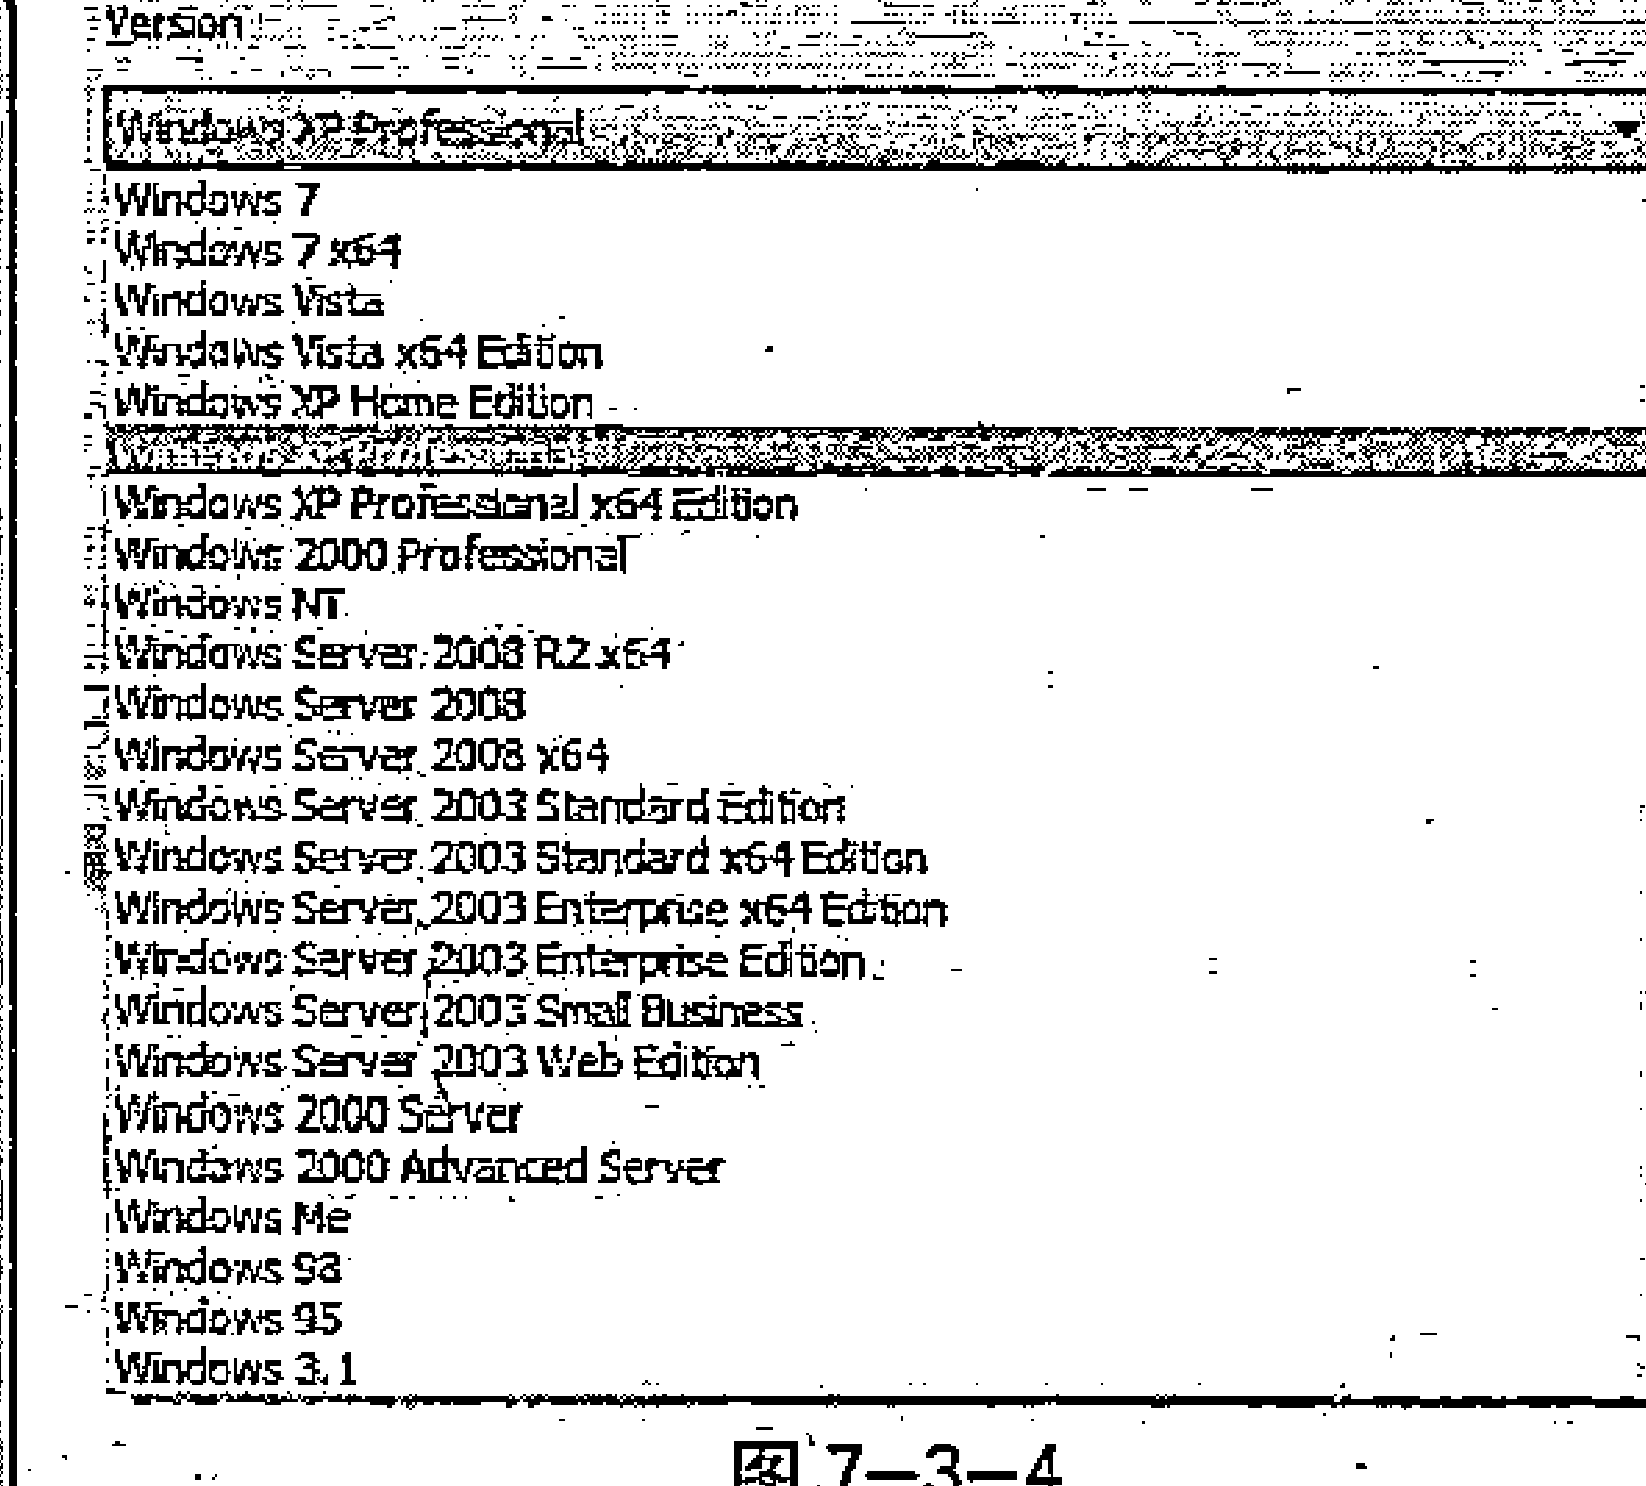 Version
Windows XP Professional
Windows 7
Windows 7 x64
Windows Vista
Windows Vista x64 Edition
Windows XP Home Edition
Windows XP Professional
Windows XP Professional x64 Edition
Windows 2000 Professional
Windows NT
Windows Server 2008 R2 x64
Windows Server 2008
Windows Server 2008 x64
Windows Server 2003 Standard Edition
Windows Server 2003 Standard x64 Edition
Windows Server 2003 Enterprise x64 Edition
Windows Server 2003 Enterprise Edition
Windows Server 2003 Small Business
Windows Server 2003 Web Edition
Windows 2000 Server
Windows 2000 Advanced Server
Windows Me
Windows 98
Windows 95
Windows 3.1
图 7—3—4